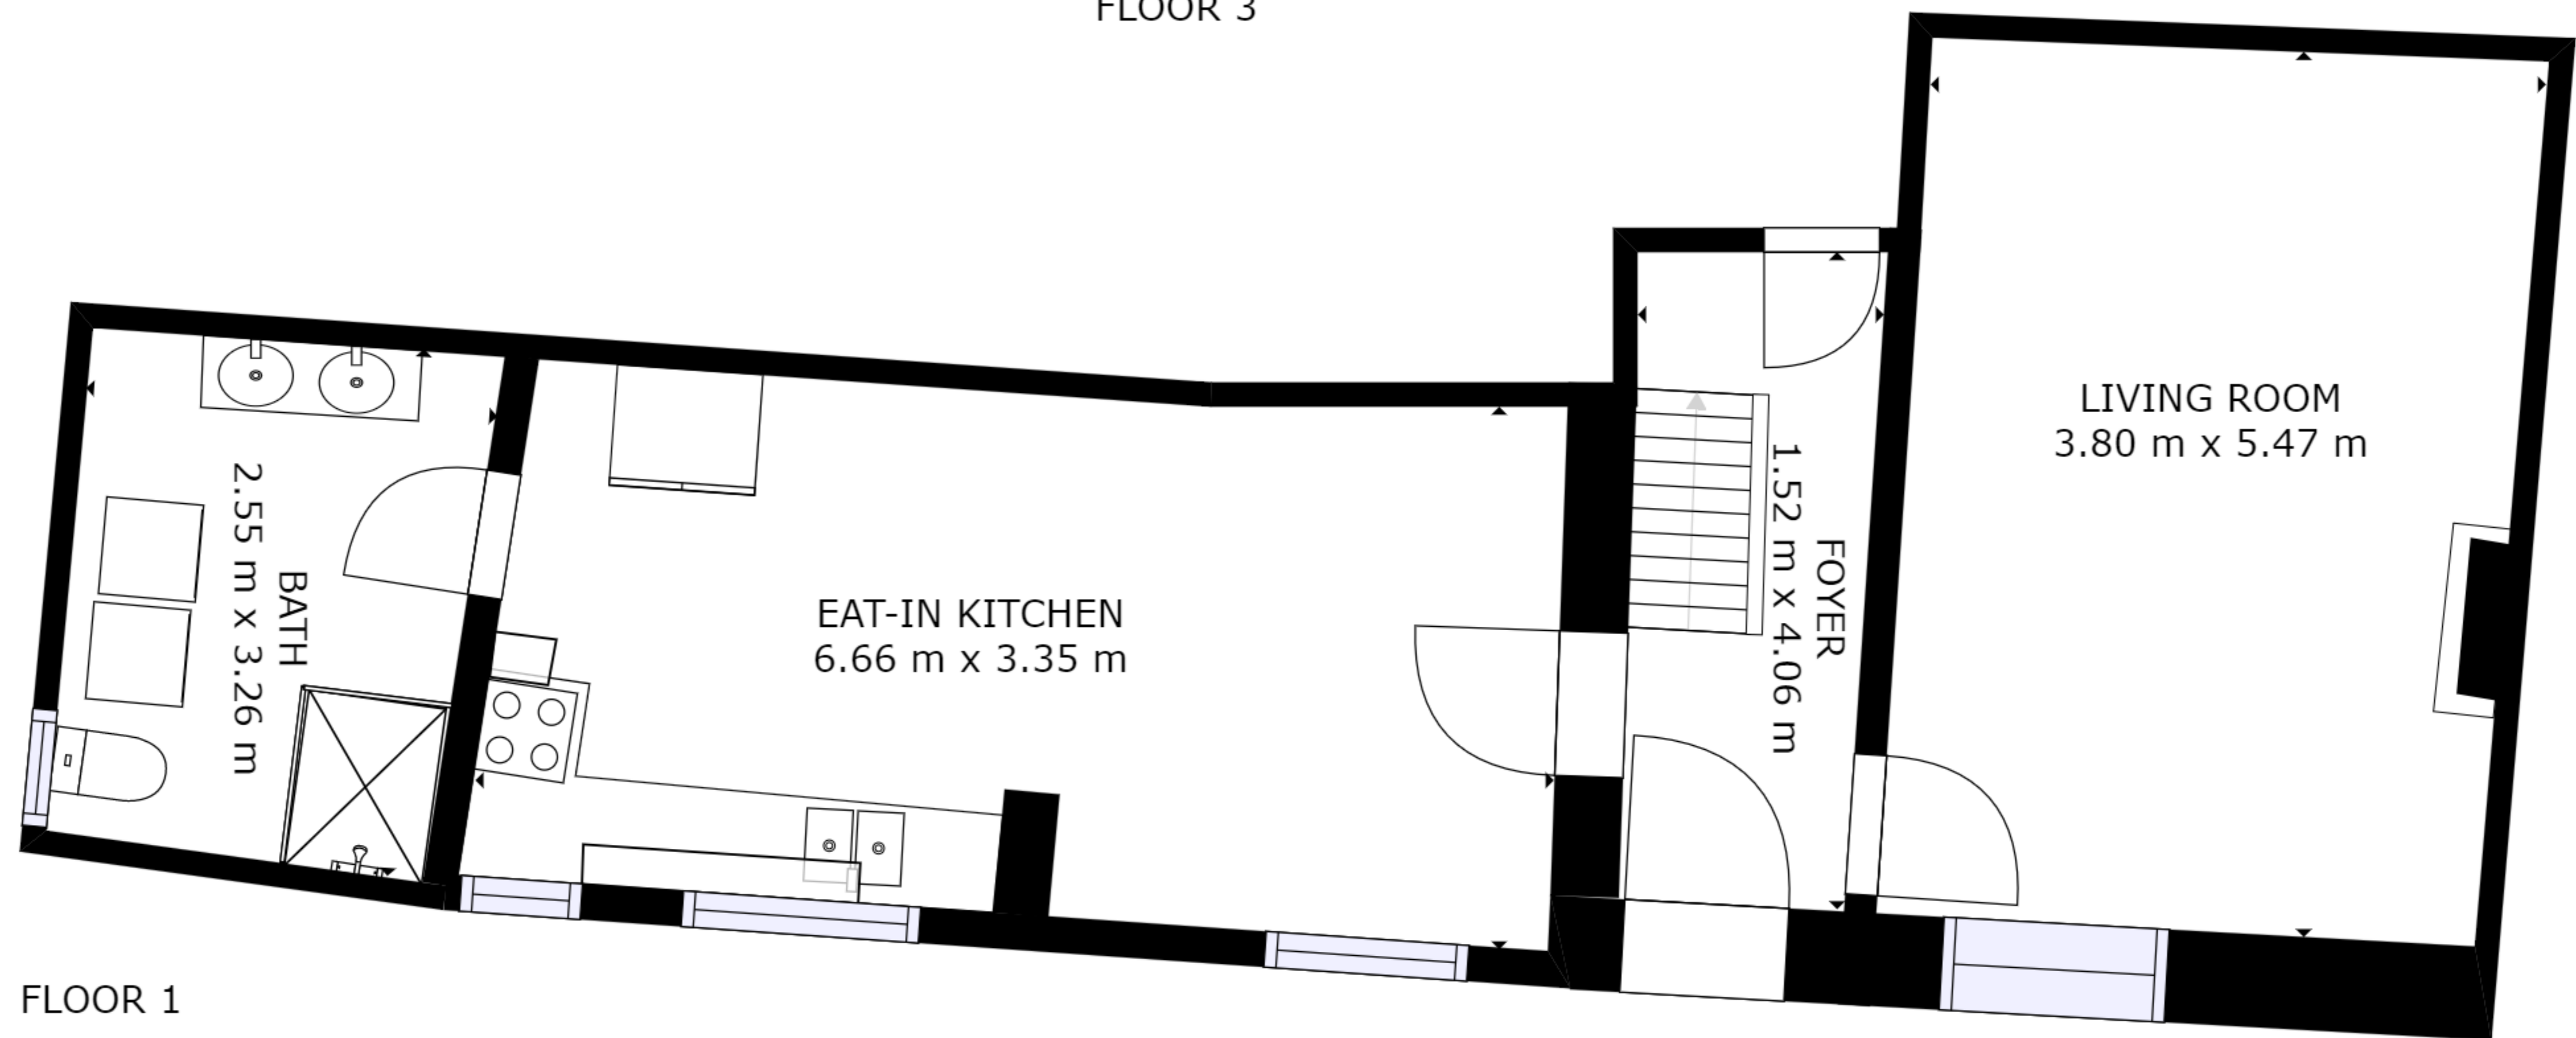 FLOOR 3
LIVING ROOM
3.80 m x 5.47 m
FOYER
1.52 m x 4.06 m
EAT-IN KITCHEN
6.66 m x 3.35 m
BATH
2.55 m x 3.26 m
FLOOR 1